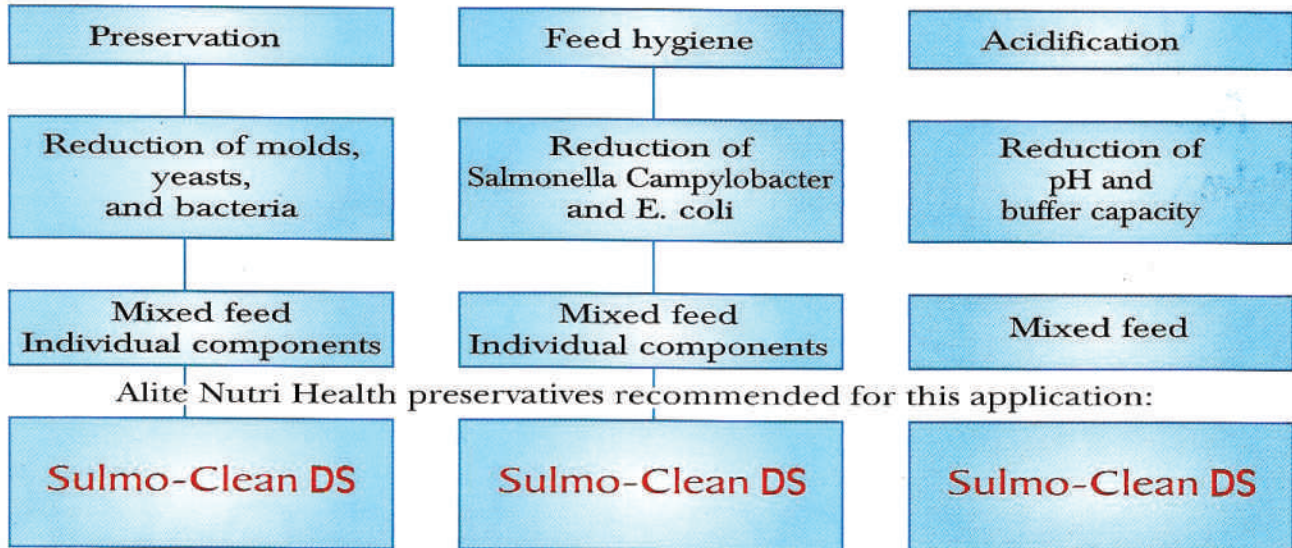 Preservation
Feed hygiene
Acidification
Reduction of molds,
yeasts,
and bacteria
Reduction of
Salmonella Campylobacter
and E. coli
Reduction of
pH and
buffer capacity
Mixed feed
Individual components
Mixed feed
Individual components
Mixed feed
Alite Nutri Health preservatives recommended for this application:
Sulmo-Clean DS
Sulmo-Clean DS
Sulmo-Clean DS